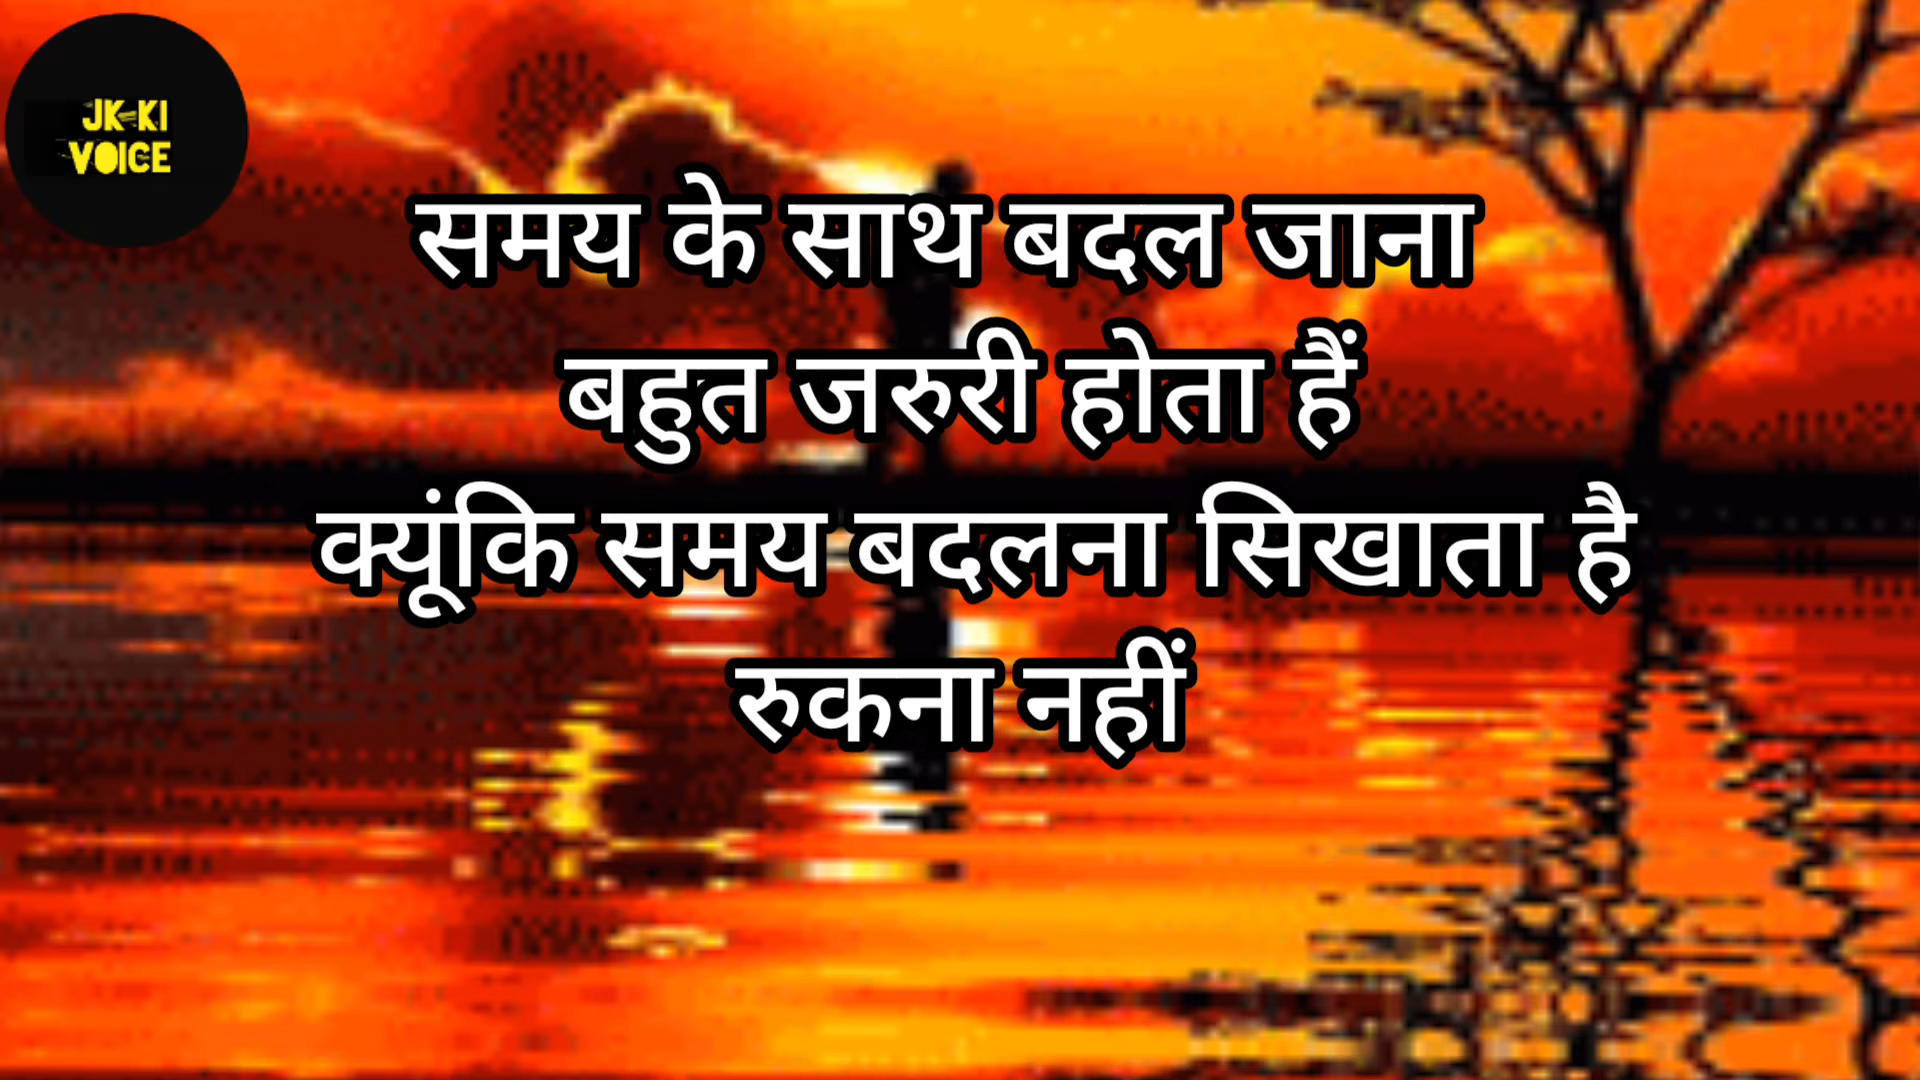 JK-KI
VOICE
समय के साथ बदल जाना
बहुत जरुरी होता हैं
क्यूंकि समय बदलना सिखाता है
रुकना नहीं